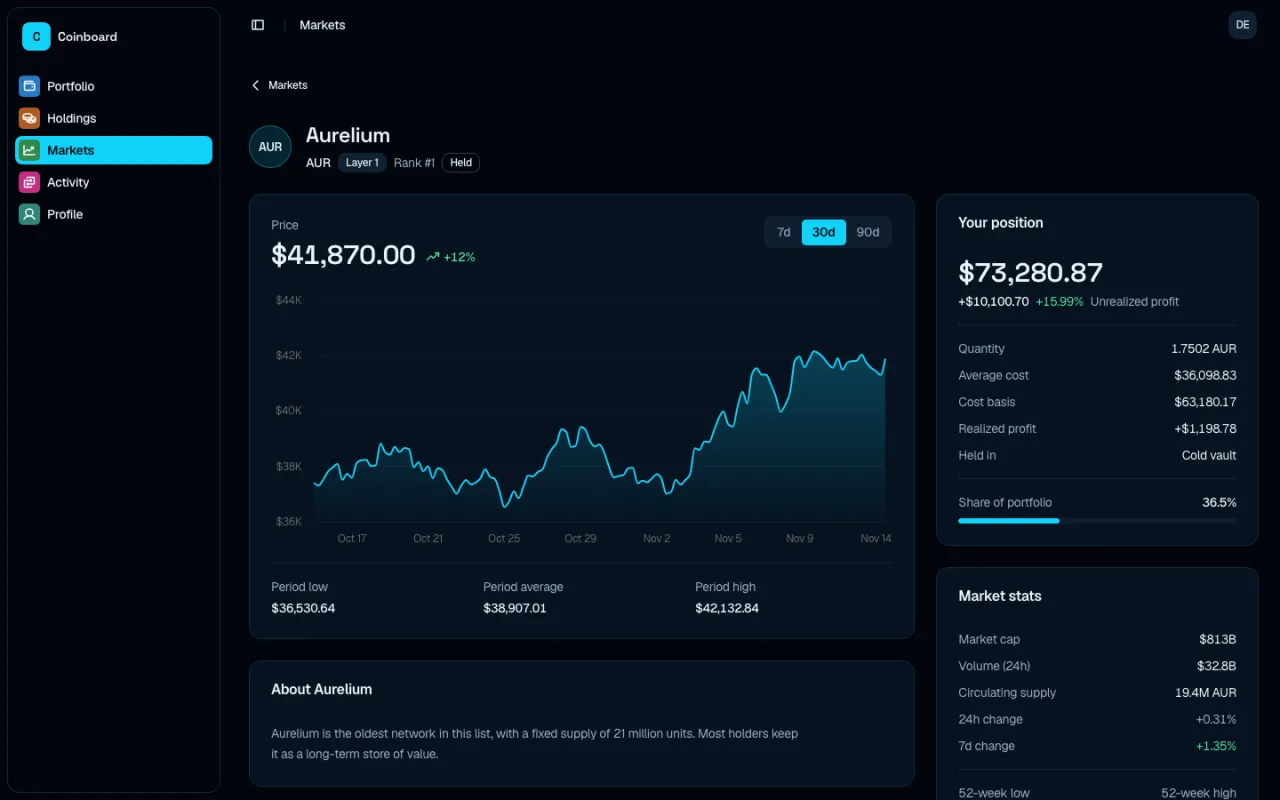 C Coinboard
Portfolio
Holdings
Markets
Activity
Profile
Markets
DE
Markets
AUR
Aurelium
AUR Layer 1 Rank #1 Held
Price
$41,870.00 +12%
7d 30d 90d
$44K
$42K
$40K
$38K
$36K
Oct 17 Oct 21 Oct 25 Oct 29 Nov 2 Nov 5 Nov 9 Nov 14
Period low Period average Period high
$36,530.64 $38,907.01 $42,132.84
About Aurelium
Aurelium is the oldest network in this list, with a fixed supply of 21 million units. Most holders keep
it as a long-term store of value.
Your position
$73,280.87
+$10,100.70 +15.99% Unrealized profit
Quantity 1.7502 AUR
Average cost $36,098.83
Cost basis $63,180.17
Realized profit +$1,198.78
Held in Cold vault
Share of portfolio 36.5%
Market stats
Market cap $813B
Volume (24h) $32.8B
Circulating supply 19.4M AUR
24h change +0.31%
7d change +1.35%
52-week low 52-week high